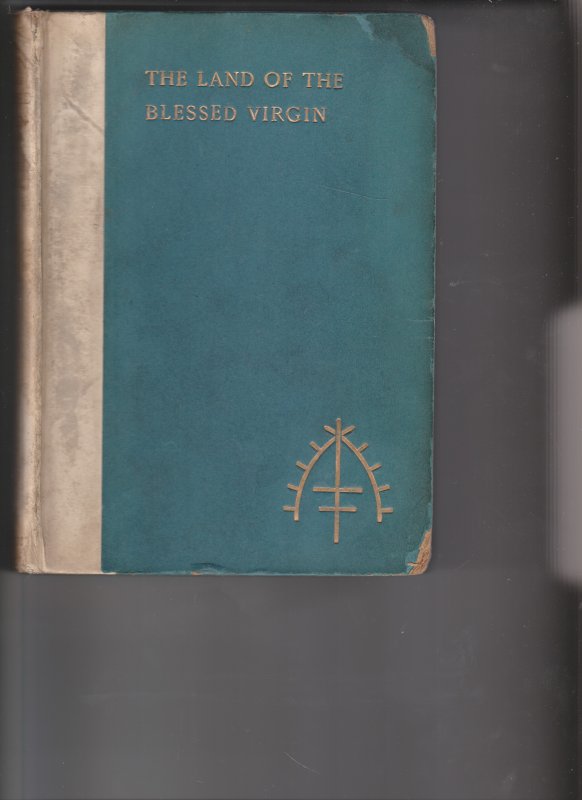 THE LAND OF THE
BLESSED VIRGIN